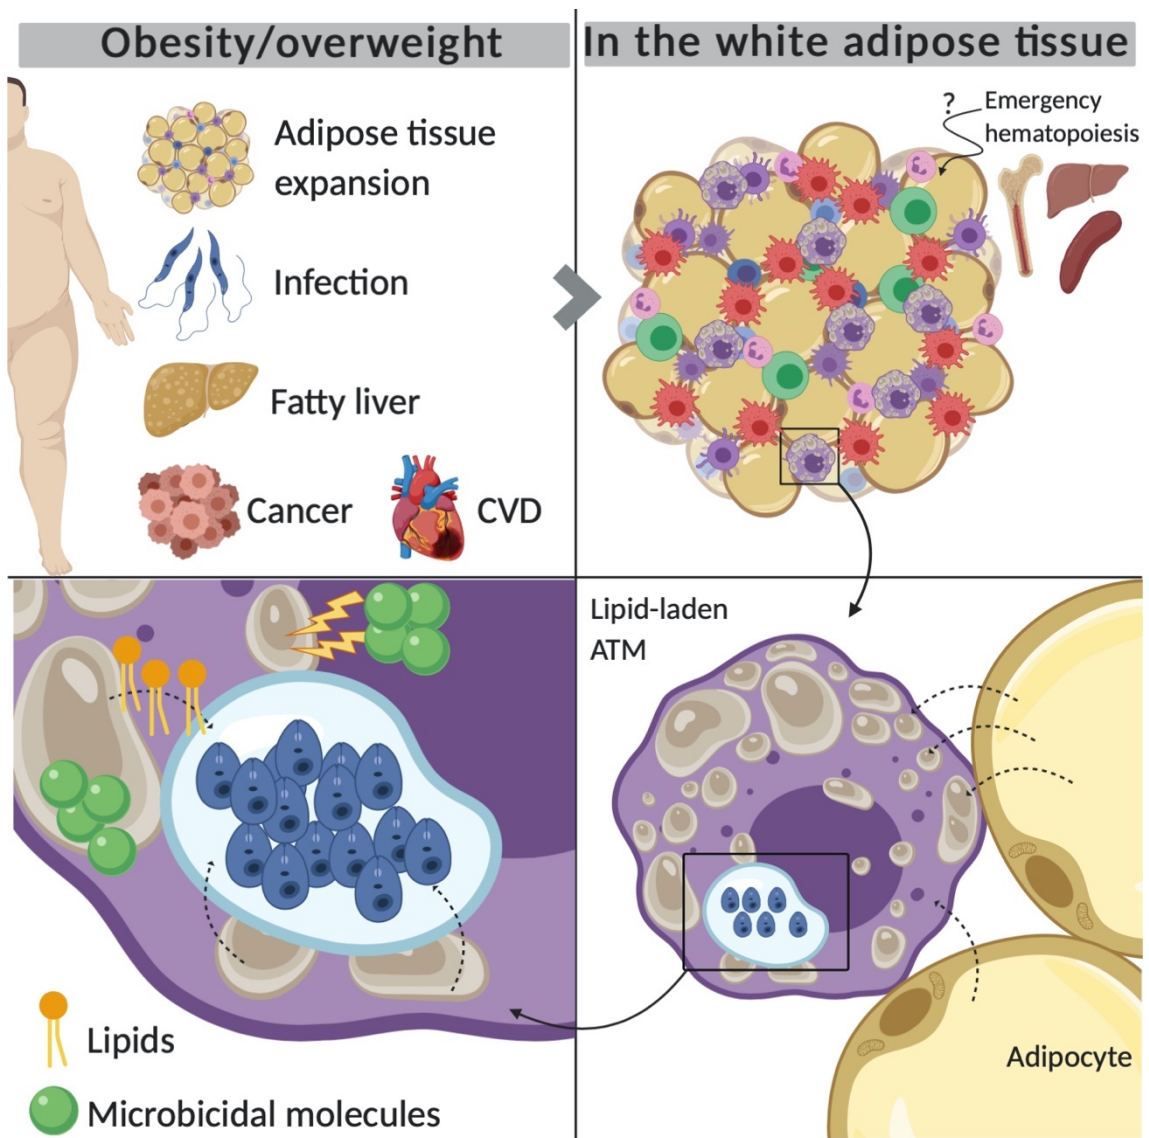 Obesity/overweight
In the white adipose tissue
Adipose tissue
expansion
Infection
Fatty liver
Cancer
CVD
?
Emergency
hematopoiesis
Lipid-laden
ATM
Adipocyte
Lipids
Microbicidal molecules